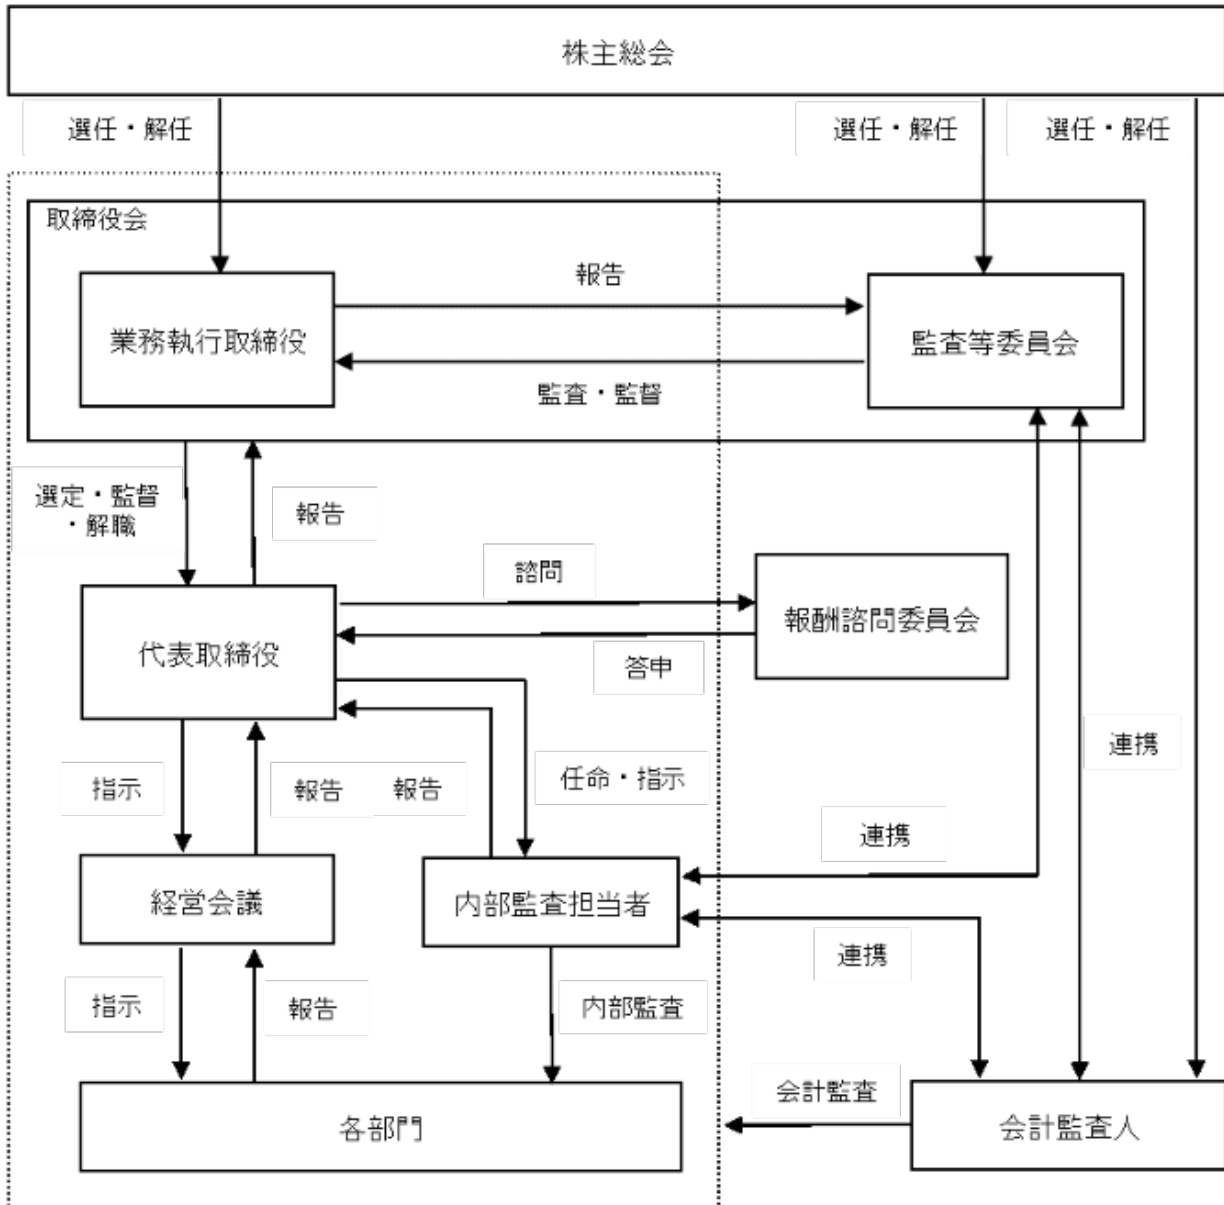 株主総会
選任・解任
選任・解任
選任・解任
取締役会
報告
業務執行取締役
監査等委員会
監査・監督
選定・監督
・解職
報告
諮問
報酬諮問委員会
代表取締役
答申
連携
指示
報告
報告
任命・指示
連携
経営会議
内部監査担当者
連携
指示
報告
内部監査
会計監査
各部門
会計監査人